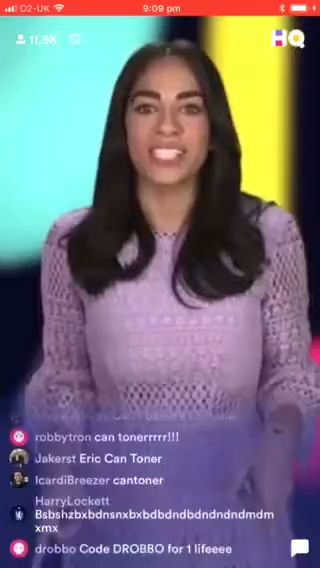 O2-UK 9:09 pm
11.9K HQ
robbytron can tonerrrrr!!!
Jakerst Eric Can Toner
IcardiBreezer cantoner
HarryLockett
Bsbshzbxbdnsnxbxbdbdndbdndndndmdm
xmx
drobbo Code DROBBO for 1 lifeeee